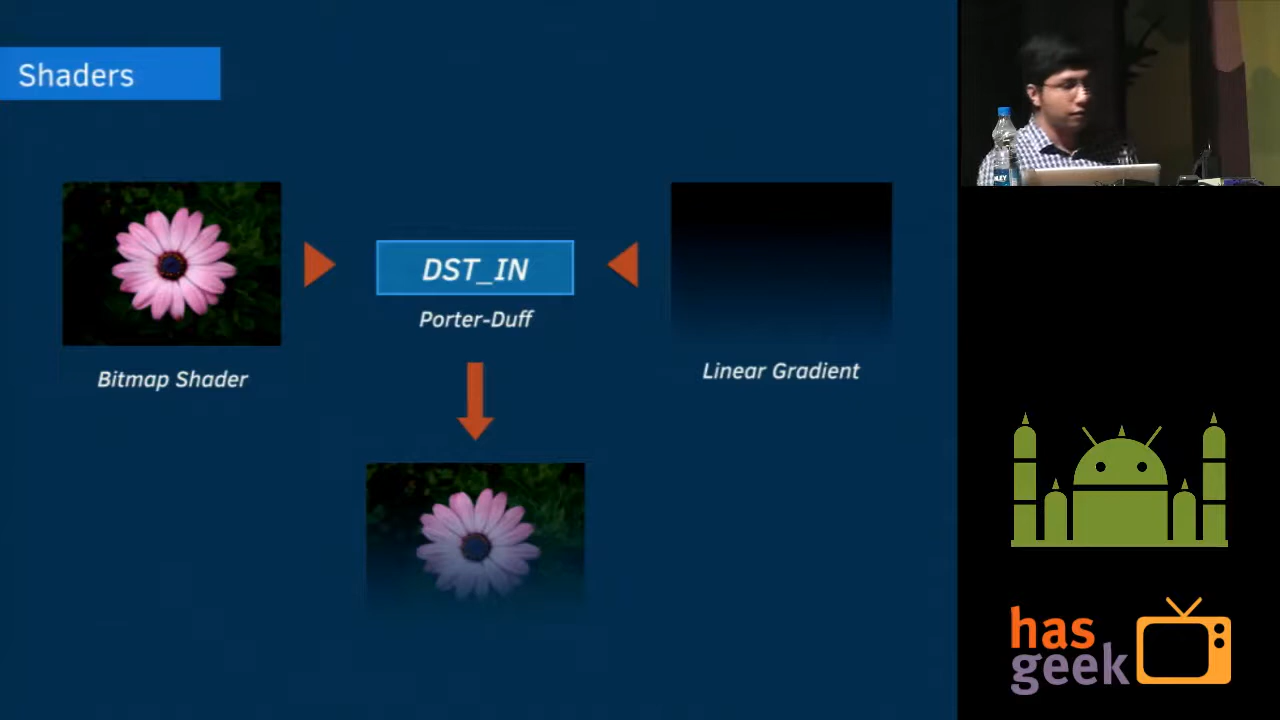 Shaders
DST_IN
Porter-Duff
Bitmap Shader
Linear Gradient
has
geek